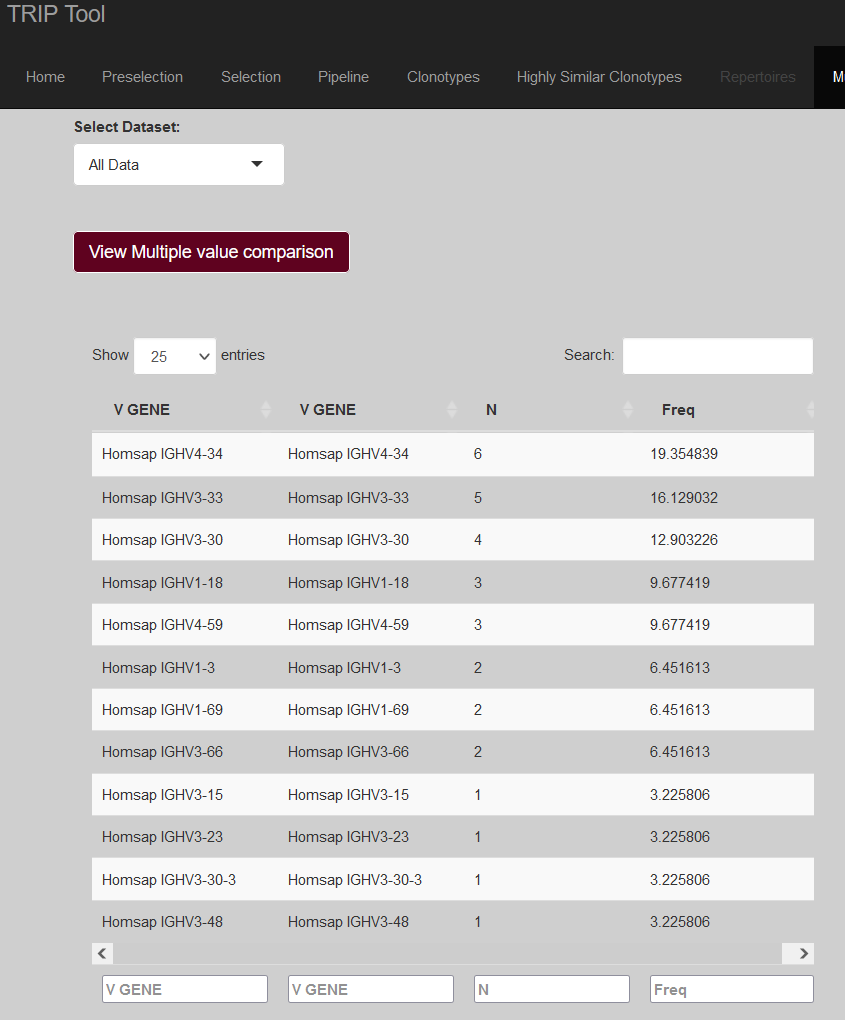 TRIP Tool
Home Preselection Selection Pipeline Clonotypes Highly Similar Clonotypes Repertoires M
Select Dataset:
All Data
View Multiple value comparison
Show 25 entries Search:
V GENE V GENE N Freq
Homsap IGHV4-34 Homsap IGHV4-34 6 19.354839
Homsap IGHV3-33 Homsap IGHV3-33 5 16.129032
Homsap IGHV3-30 Homsap IGHV3-30 4 12.903226
Homsap IGHV1-18 Homsap IGHV1-18 3 9.677419
Homsap IGHV4-59 Homsap IGHV4-59 3 9.677419
Homsap IGHV1-3 Homsap IGHV1-3 2 6.451613
Homsap IGHV1-69 Homsap IGHV1-69 2 6.451613
Homsap IGHV3-66 Homsap IGHV3-66 2 6.451613
Homsap IGHV3-15 Homsap IGHV3-15 1 3.225806
Homsap IGHV3-23 Homsap IGHV3-23 1 3.225806
Homsap IGHV3-30-3 Homsap IGHV3-30-3 1 3.225806
Homsap IGHV3-48 Homsap IGHV3-48 1 3.225806
V GENE V GENE N Freq